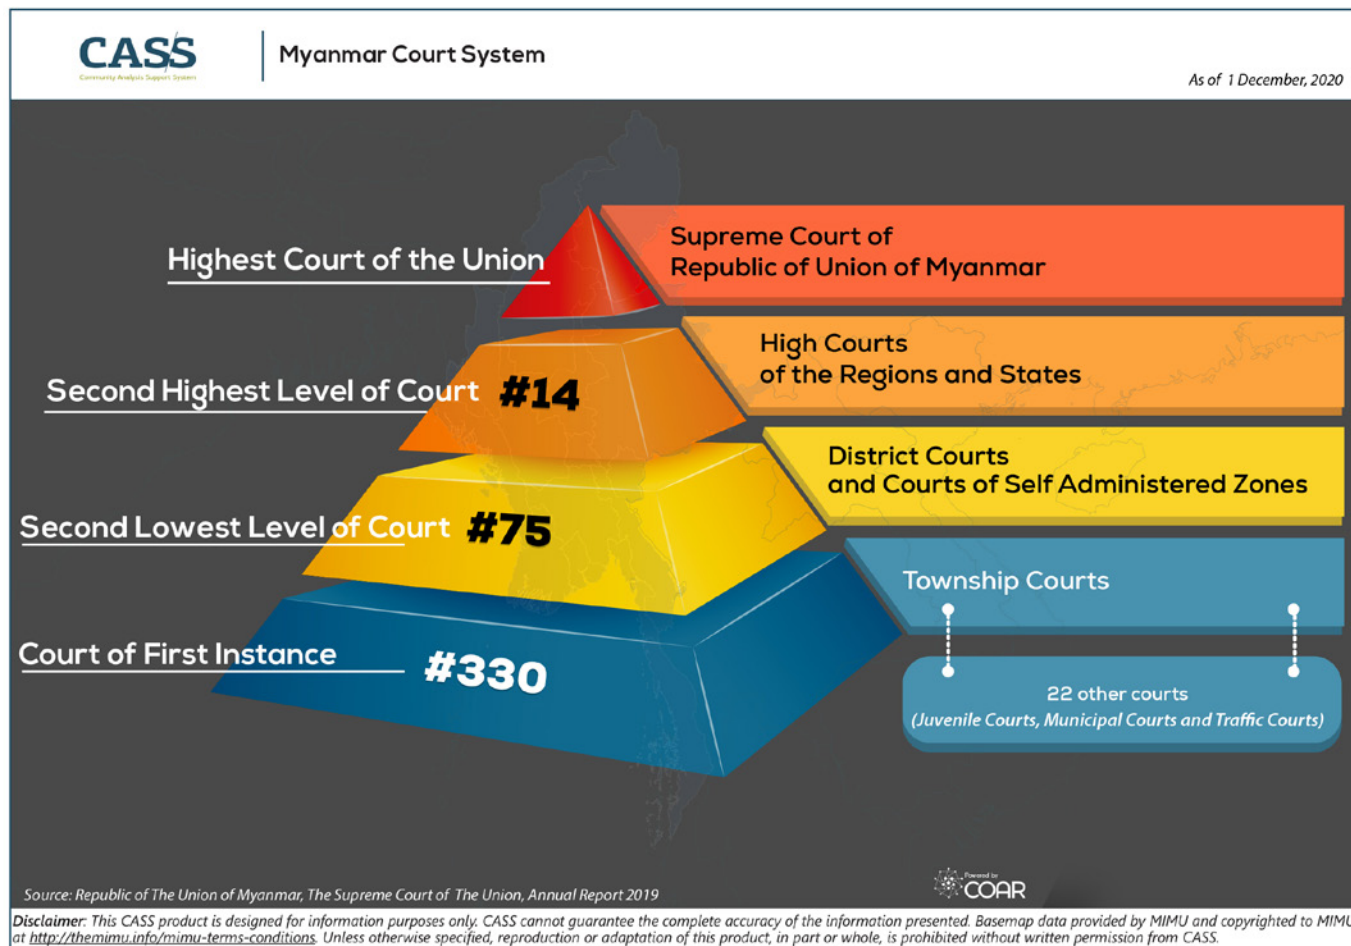 CASS
Community Analysis Support System
Myanmar Court System
As of 1 December, 2020
Highest Court of the Union
Supreme Court of
Republic of Union of Myanmar
Second Highest Level of Court
#14
High Courts
of the Regions and States
Second Lowest Level of Court
#75
District Courts
and Courts of Self Administered Zones
Court of First Instance
#330
Township Courts
22 other courts
(Juvenile Courts, Municipal Courts and Traffic Courts)
Source: Republic of The Union of Myanmar, The Supreme Court of The Union, Annual Report 2019
Powered by
COAR
Disclaimer: This CASS product is designed for information purposes only. CASS cannot guarantee the complete accuracy of the information presented. Basemap data provided by MIMU and copyrighted to MIMU
at http://themimu.info/mimu-terms-conditions. Unless otherwise specified, reproduction or adaptation of this product, in part or whole, is prohibited without written permission from CASS.